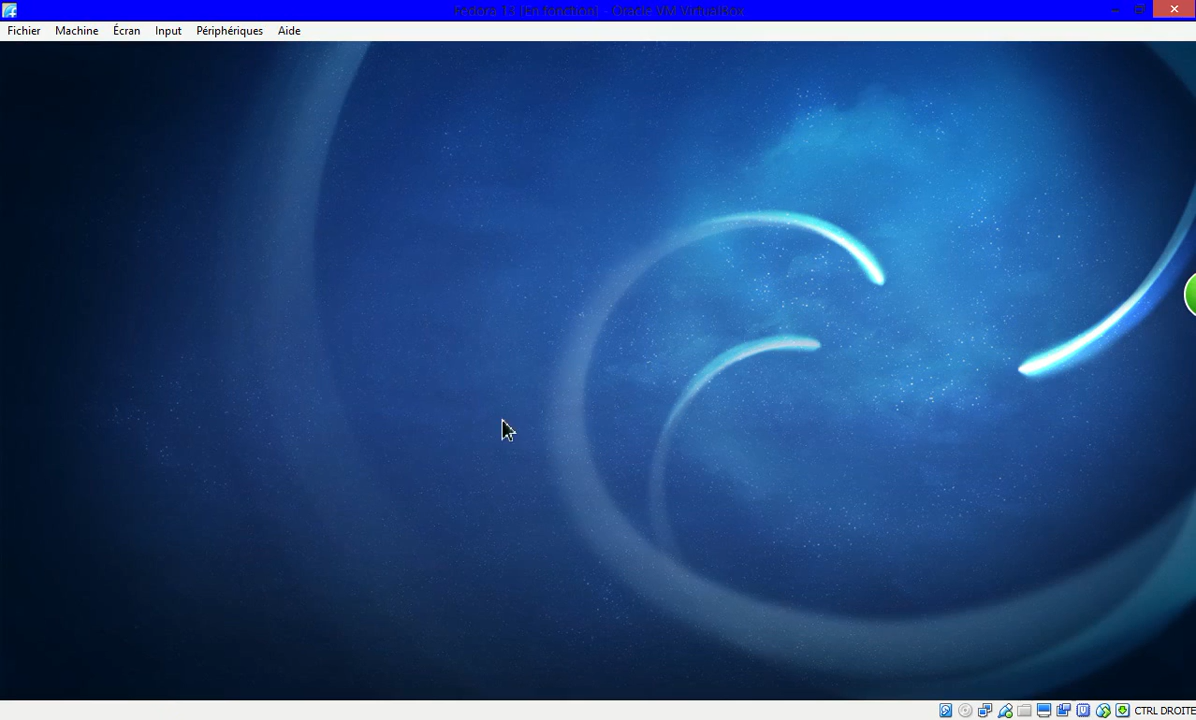 Fedora 13 [En fonction] - Oracle VM VirtualBox
Fichier Machine Écran Input Périphériques Aide
CTRL DROITE